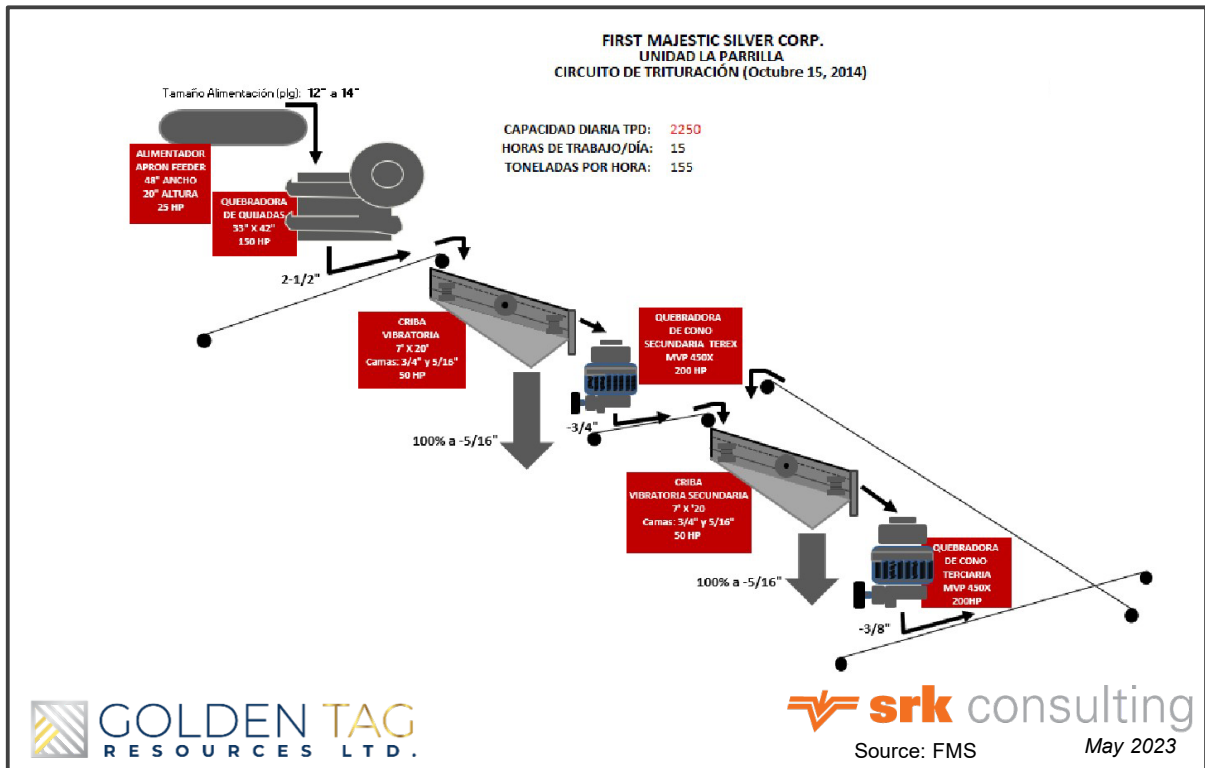 FIRST MAJESTIC SILVER CORP.
UNIDAD LA PARRILLA
CIRCUITO DE TRITURACIÓN (Octubre 15, 2014)
Tamaño Alimentación (plg): 12" a 14"
CAPACIDAD DIARIA TPD: 2250
HORAS DE TRABAJO/DÍA: 15
TONELADAS POR HORA: 155
ALIMENTADOR
APRON FEEDER
48" ANCHO
20" ALTURA
25 HP
QUEBRADORA
DE QUIJADAS
33" X 42"
150 HP
2-1/2"
CRIBA
VIBRATORIA
7' X 20'
Camas: 3/4" y 5/16"
50 HP
QUEBRADORA
DE CONO
SECUNDARIA TEREX
MVP 450X
200 HP
-3/4"
100% a -5/16"
CRIBA
VIBRATORIA SECUNDARIA
7' X '20
Camas: 3/4" y 5/16"
50 HP
QUEBRADORA
DE CONO
TERCIARIA
MVP 450X
200HP
100% a -5/16"
-3/8"
GOLDEN TAG
RESOURCES LTD.
srk consulting
Source: FMS
May 2023